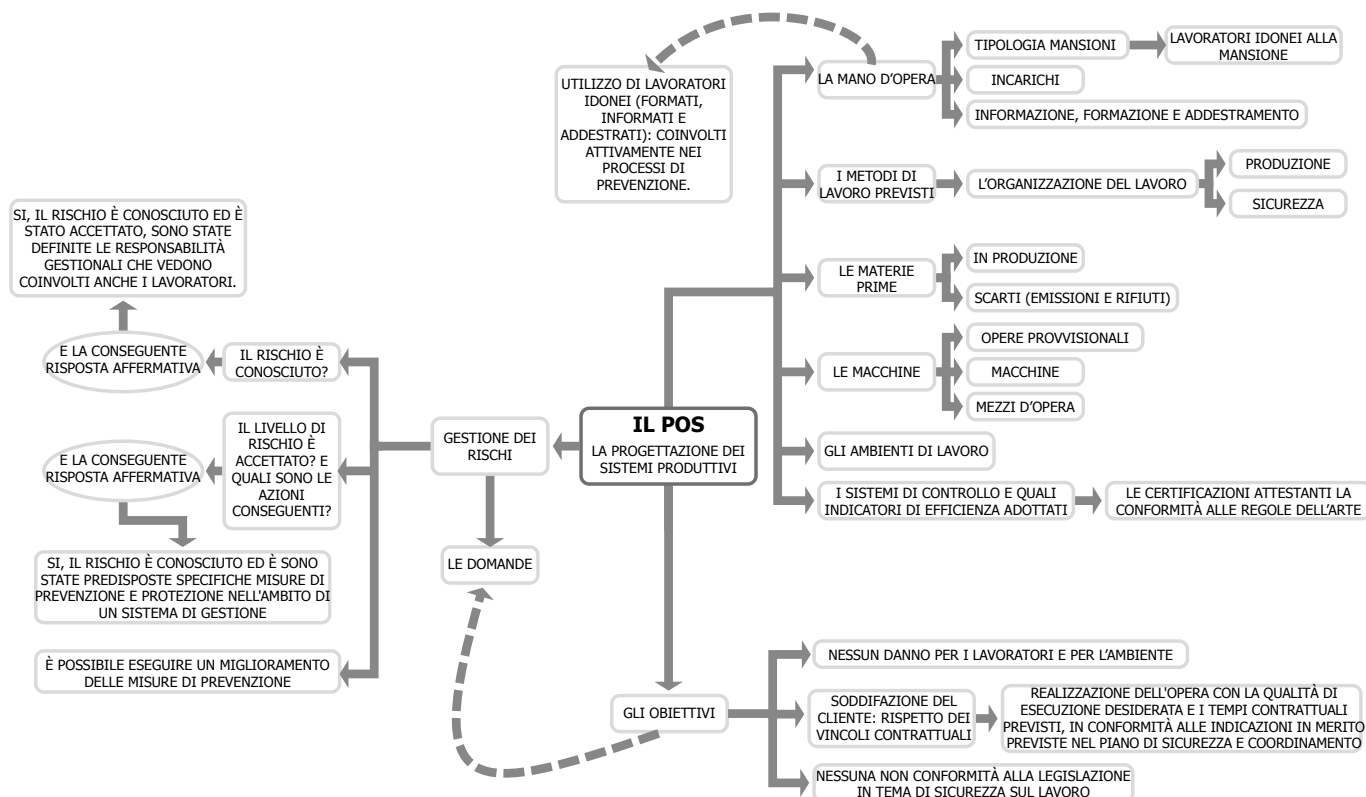 UTILIZZO DI LAVORATORI
IDONEI (FORMATI,
INFORMATI E
ADDESTRATI): COINVOLTI
ATTIVAMENTE NEI
PROCESSI DI
PREVENZIONE.
LA MANO D'OPERA
TIPOLOGIA MANSIONI
LAVORATORI IDONEI ALLA
MANSIONE
INCARICHI
INFORMAZIONE, FORMAZIONE E ADDESTRAMENTO
I METODI DI
LAVORO PREVISTI
L'ORGANIZZAZIONE DEL LAVORO
PRODUZIONE
SICUREZZA
LE MATERIE
PRIME
IN PRODUZIONE
SCARTI (EMISSIONI E RIFIUTI)
LE MACCHINE
OPERE PROVVISIONALI
MACCHINE
MEZZI D'OPERA
GLI AMBIENTI DI LAVORO
I SISTEMI DI CONTROLLO E QUALI
INDICATORI DI EFFICIENZA ADOTTATI
LE CERTIFICAZIONI ATTESTANTI LA
CONFORMITÀ ALLE REGOLE DELL'ARTE
IL POS
LA PROGETTAZIONE DEI
SISTEMI PRODUTTIVI
GESTIONE DEI
RISCHI
LE DOMANDE
SI, IL RISCHIO È CONOSCIUTO ED È
STATO ACCETTATO, SONO STATE
DEFINITE LE RESPONSABILITÀ
GESTIONALI CHE VEDONO
COINVOLTI ANCHE I LAVORATORI.
E LA CONSEGUENTE
RISPOSTA AFFERMATIVA
IL RISCHIO È
CONOSCIUTO?
E LA CONSEGUENTE
RISPOSTA AFFERMATIVA
IL LIVELLO DI
RISCHIO È
ACCETTATO? E
QUALI SONO LE
AZIONI
CONSEGUENTI?
SI, IL RISCHIO È CONOSCIUTO ED È SONO
STATE PREDISPOSTE SPECIFICHE MISURE DI
PREVENZIONE E PROTEZIONE NELL'AMBITO DI
UN SISTEMA DI GESTIONE
È POSSIBILE ESEGUIRE UN MIGLIORAMENTO
DELLE MISURE DI PREVENZIONE
GLI OBIETTIVI
NESSUN DANNO PER I LAVORATORI E PER L'AMBIENTE
SODDIFAZIONE DEL
CLIENTE: RISPETTO DEI
VINCOLI CONTRATTUALI
REALIZZAZIONE DELL'OPERA CON LA QUALITÀ DI
ESECUZIONE DESIDERATA E I TEMPI CONTRATTUALI
PREVISTI, IN CONFORMITÀ ALLE INDICAZIONI IN MERITO
PREVISTE NEL PIANO DI SICUREZZA E COORDINAMENTO
NESSUNA NON CONFORMITÀ ALLA LEGISLAZIONE
IN TEMA DI SICUREZZA SUL LAVORO